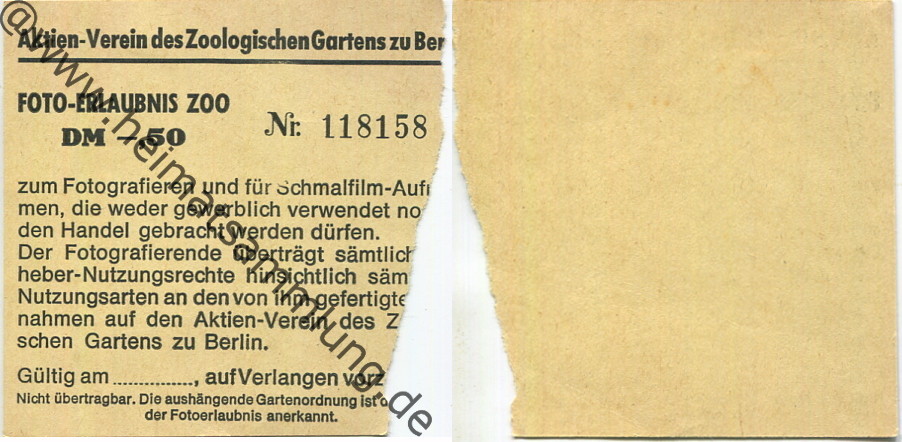 Aktien-Verein des Zoologischen Gartens zu Ber
FOTO-ERLAUBNIS ZOO
DM -,50
Nr. 118158
zum Fotografieren und für Schmalfilm-Auf
men, die weder gewerblich verwendet no
den Handel gebracht werden dürfen.
Der Fotografierende überträgt sämtlich
heber-Nutzungsrechte hinsichtlich säm
Nutzungsarten an den von ihm gefertigte
nahmen auf den Aktien-Verein des Z
schen Gartens zu Berlin.
Gültig am .............., auf Verlangen vorz
Nicht übertragbar. Die aushängende Gartenordnung ist
der Fotoerlaubnis anerkannt.
@www.heimatsammlung.de